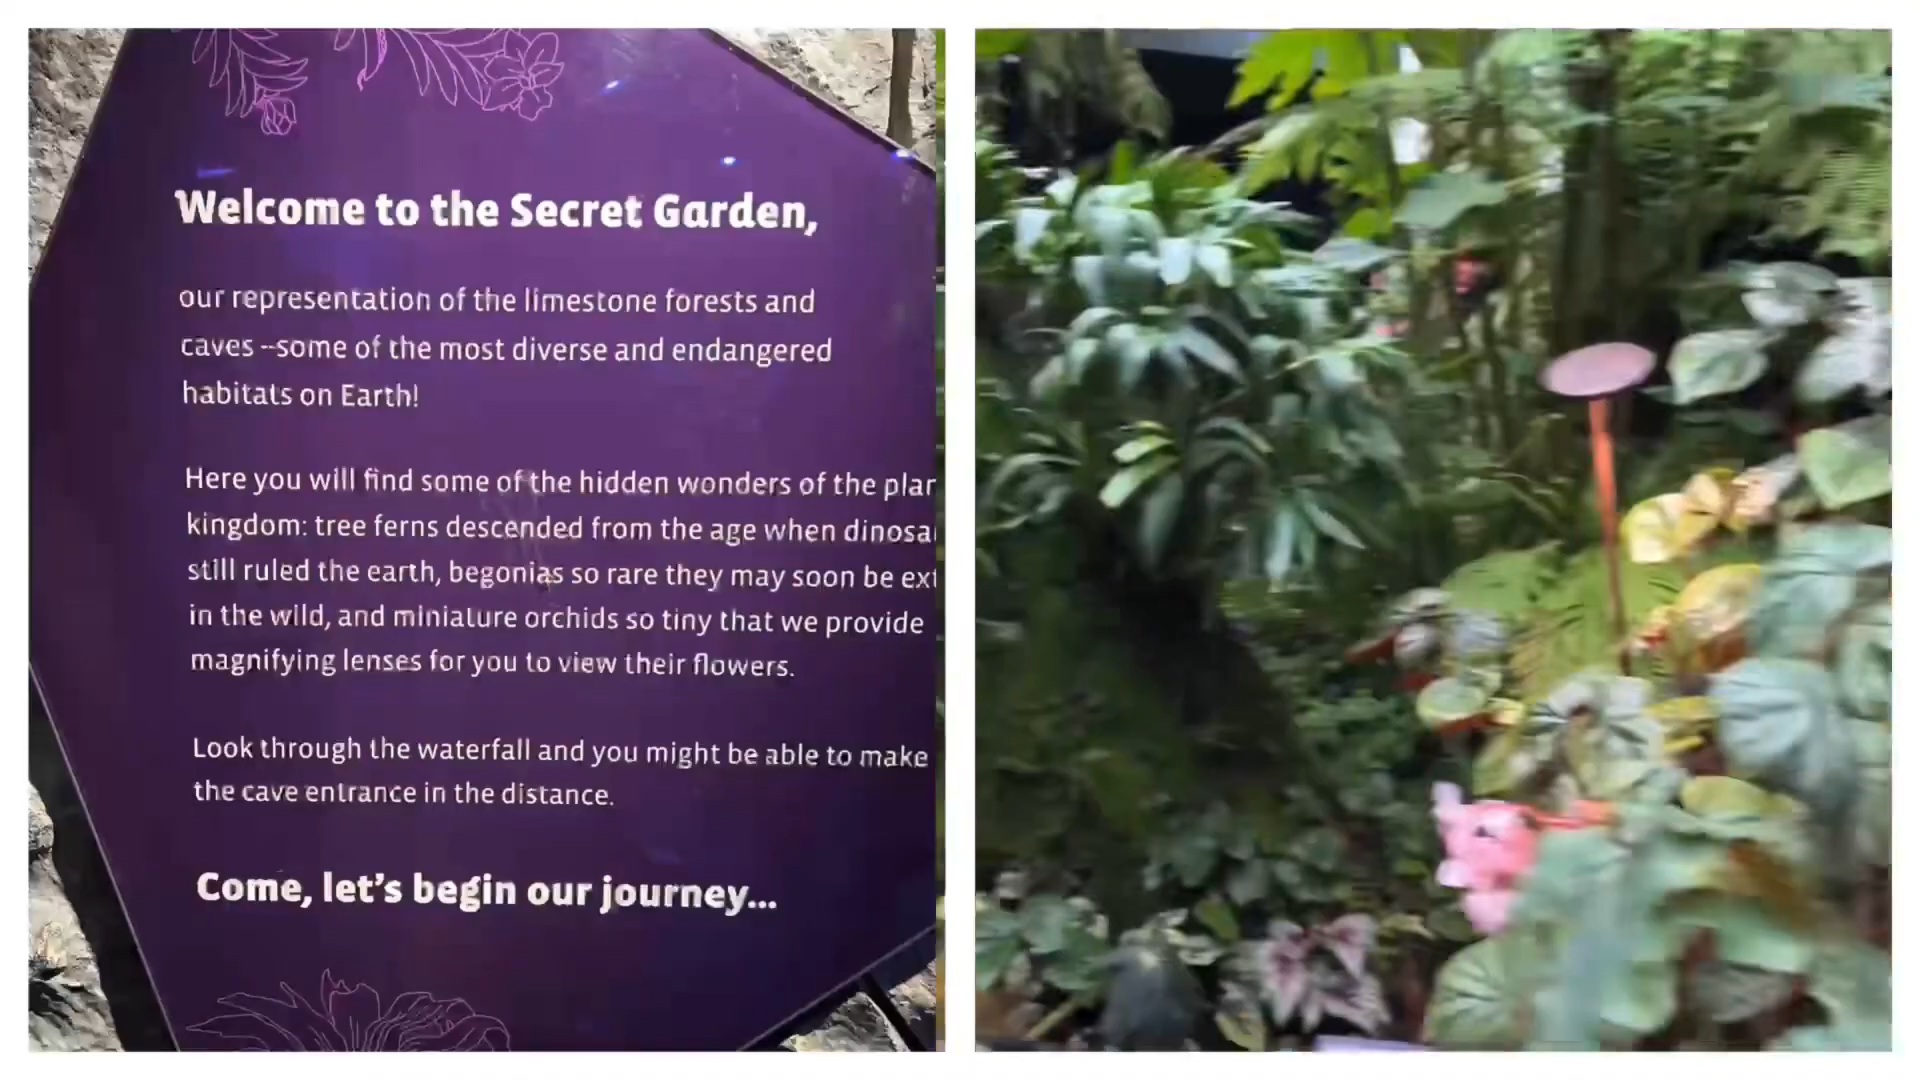 Welcome to the Secret Garden,
our representation of the limestone forests and
caves --some of the most diverse and endangered
habitats on Earth!
Here you will find some of the hidden wonders of the
kingdom: tree ferns descended from the age when
still ruled the earth, begonias so rare they may soon be
in the wild, and miniature orchids so tiny that we provide
magnifying lenses for you to view their flowers.
Look through the waterfall and you might be able to make
the cave entrance in the distance.
Come, let's begin our journey...